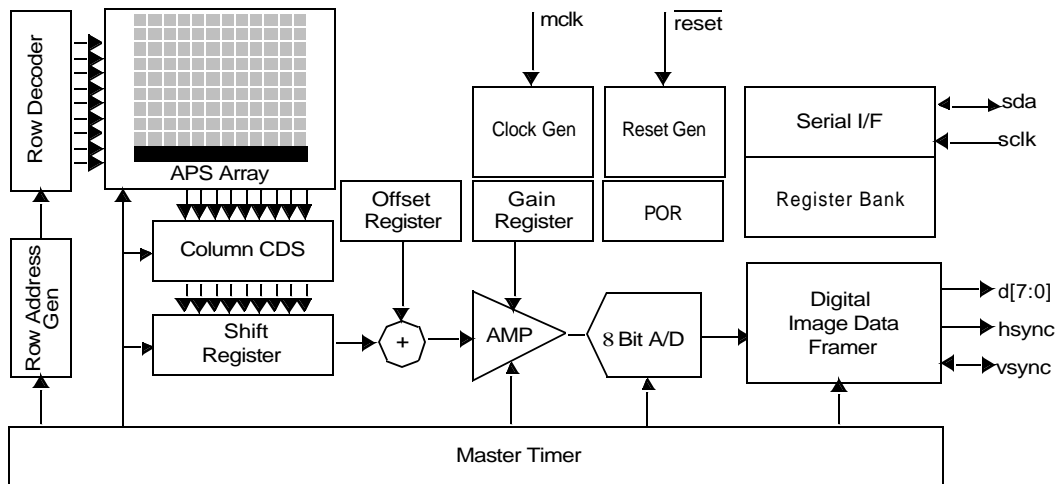 mclk
reset
Row Decoder
APS Array
Clock Gen
Reset Gen
Serial I/F
sda
sclk
Offset
Register
Gain
Register
POR
Register Bank
Row Address
Gen
Column CDS
Shift
Register
+
AMP
8 Bit A/D
Digital
Image Data
Framer
d[7:0]
hsync
vsync
Master Timer